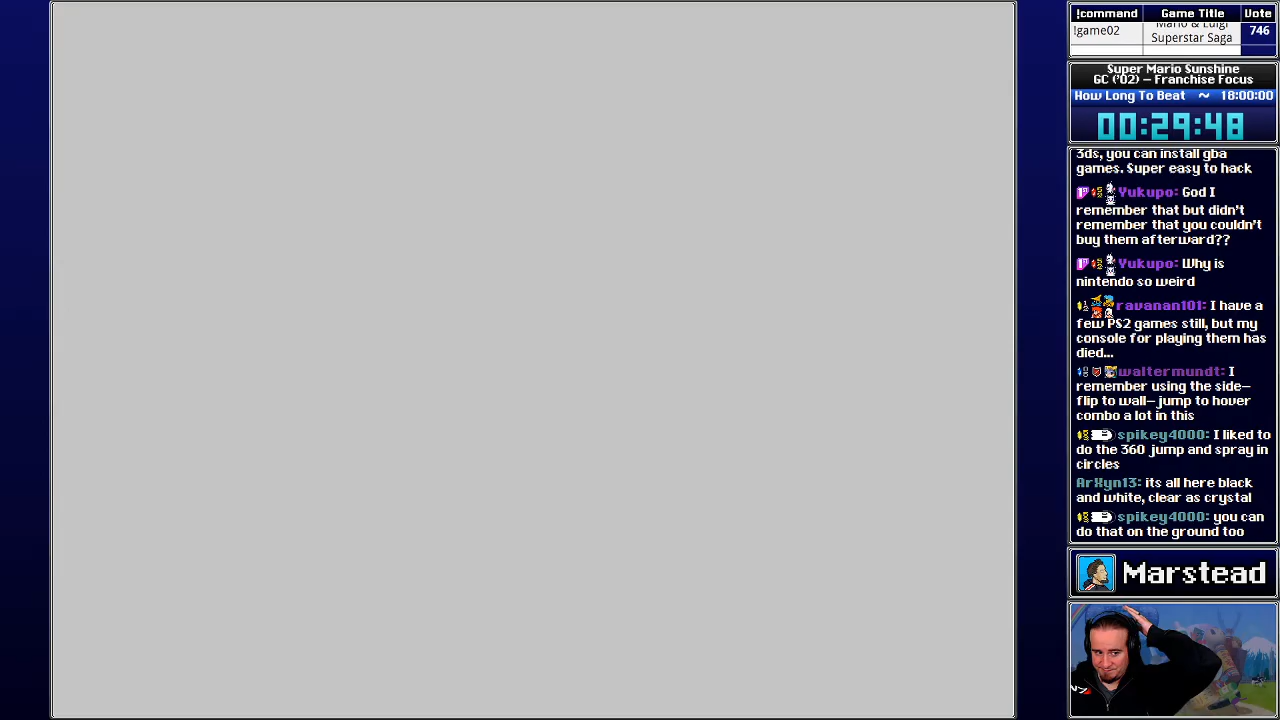 !command Game Title Vote
Mario & Luigi
!game02 Superstar Saga 746
Super Mario Sunshine
GC ('02) – Franchise Focus
How Long To Beat ~ 18:00:00
00:29:48
3ds, you can install gba
games. Super easy to hack
Yukupo: God I
remember that but didn't
remember that you couldn't
buy them afterward??
Yukupo: Why is
nintendo so weird
ravanan101: I have a
few PS2 games still, but my
console for playing them has
died...
waltermundt: I
remember using the side-
flip to wall-jump to hover
combo a lot in this
spikey4000: I liked to
do the 360 jump and spray in
circles
ArXyn13: its all here black
and white, clear as crystal
spikey4000: you can
do that on the ground too
Marstead